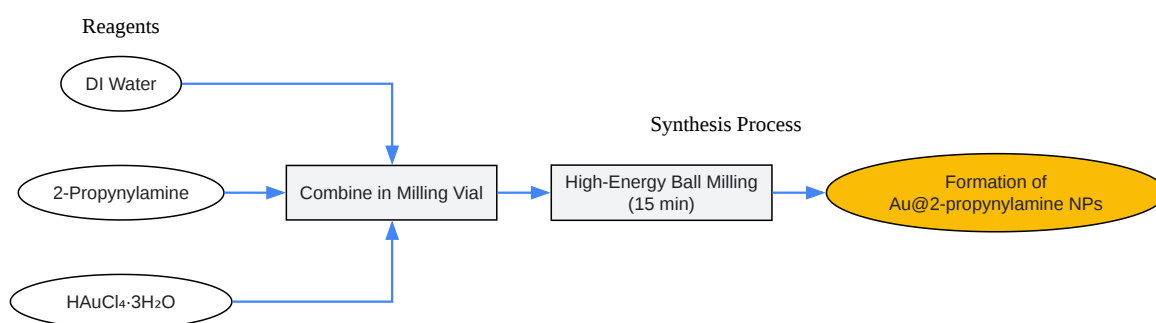 Reagents
DI Water
Synthesis Process
2-Propynylamine
Combine in Milling Vial
High-Energy Ball Milling
(15 min)
Formation of
Au@2-propynylamine NPs
HAuCl₄·3H₂O